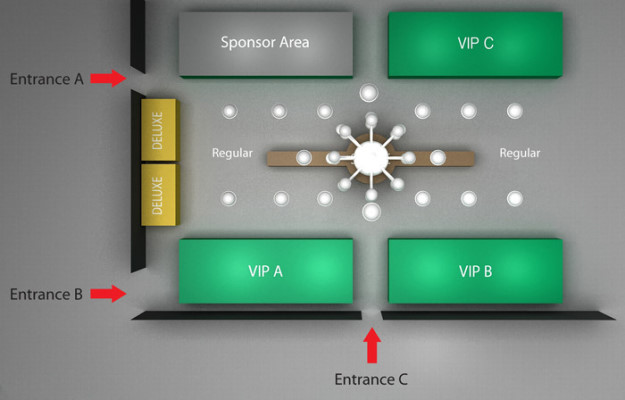 Sponsor Area
VIP C
Entrance A
DELUXE
Regular
Regular
DELUXE
VIP A
VIP B
Entrance B
Entrance C